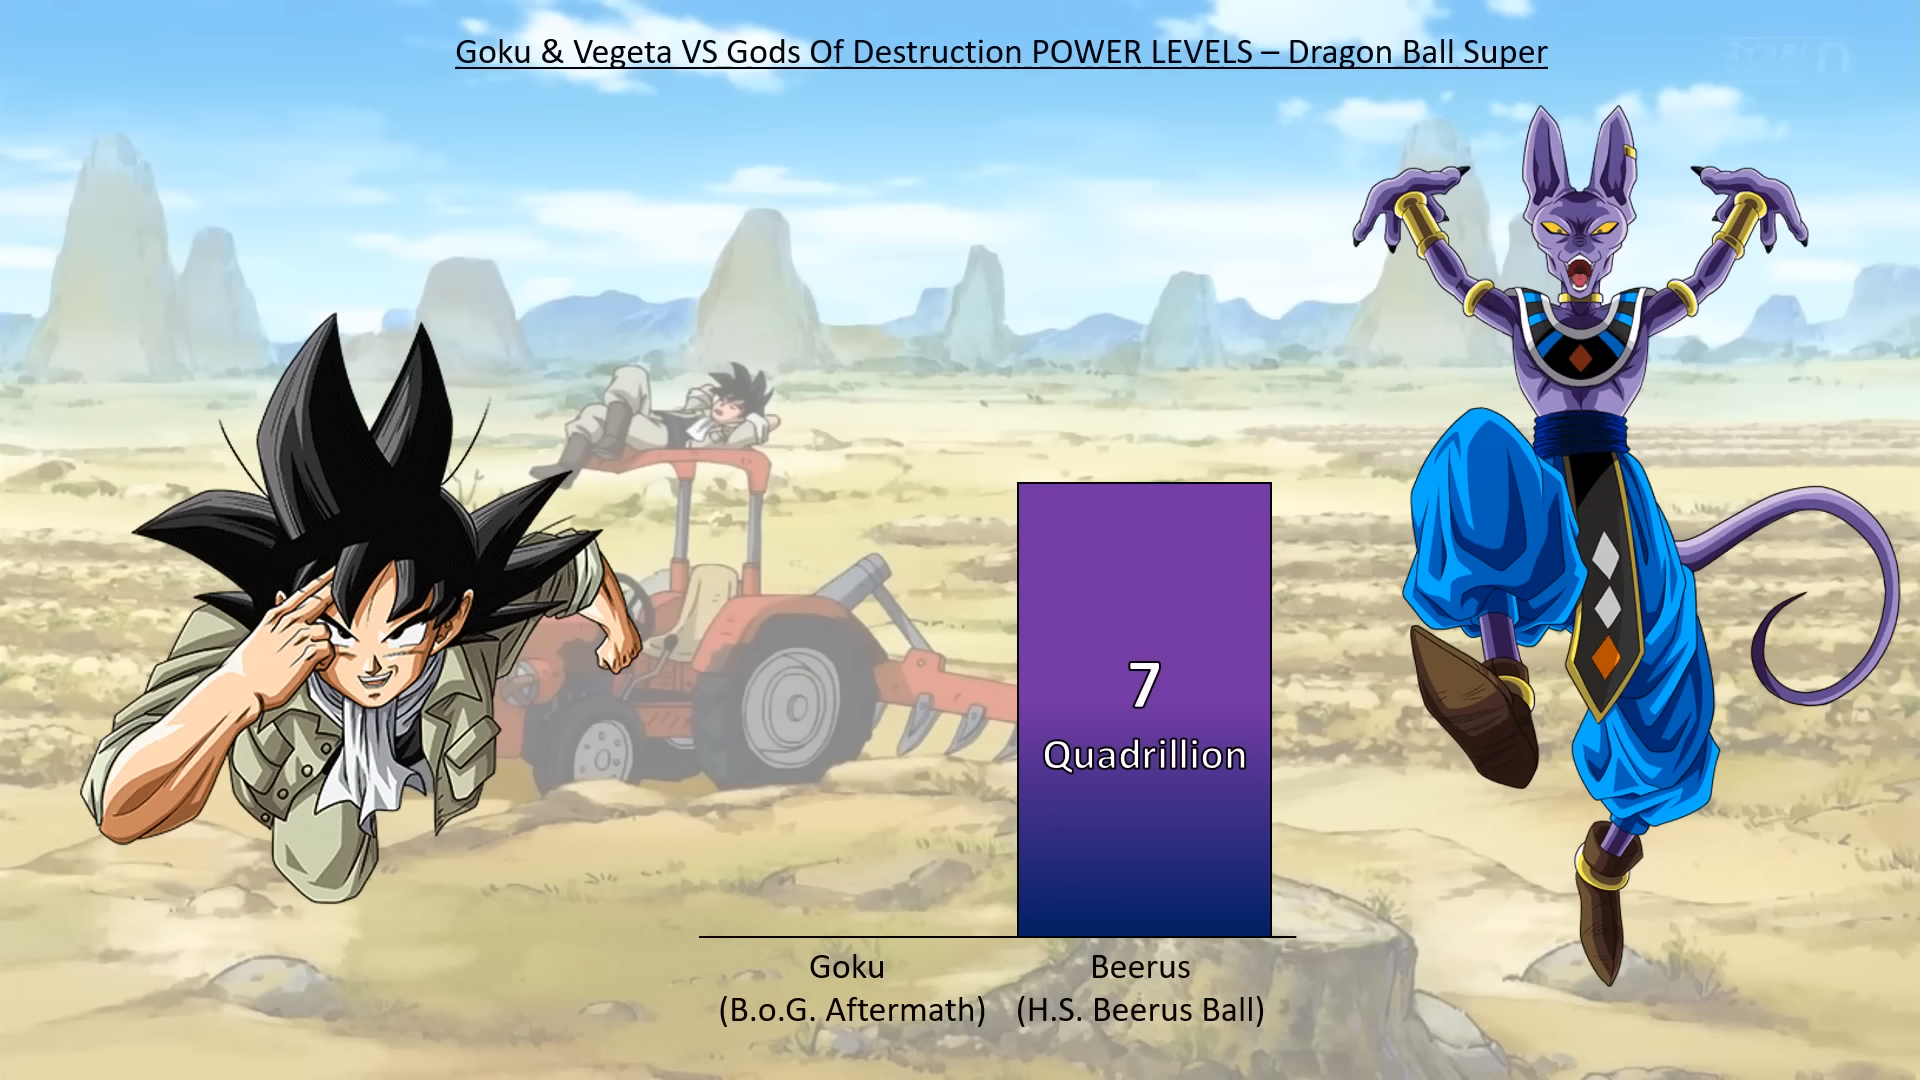 Goku & Vegeta VS Gods Of Destruction POWER LEVELS – Dragon Ball Super
7
Quadrillion
Goku
(B.o.G. Aftermath)
Beerus
(H.S. Beerus Ball)